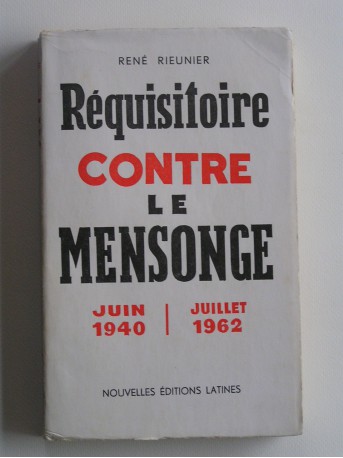 RENÉ RIEUNIER
Réquisitoire
CONTRE
LE
MENSONGE
JUIN | JUILLET
1940 | 1962
NOUVELLES ÉDITIONS LATINES